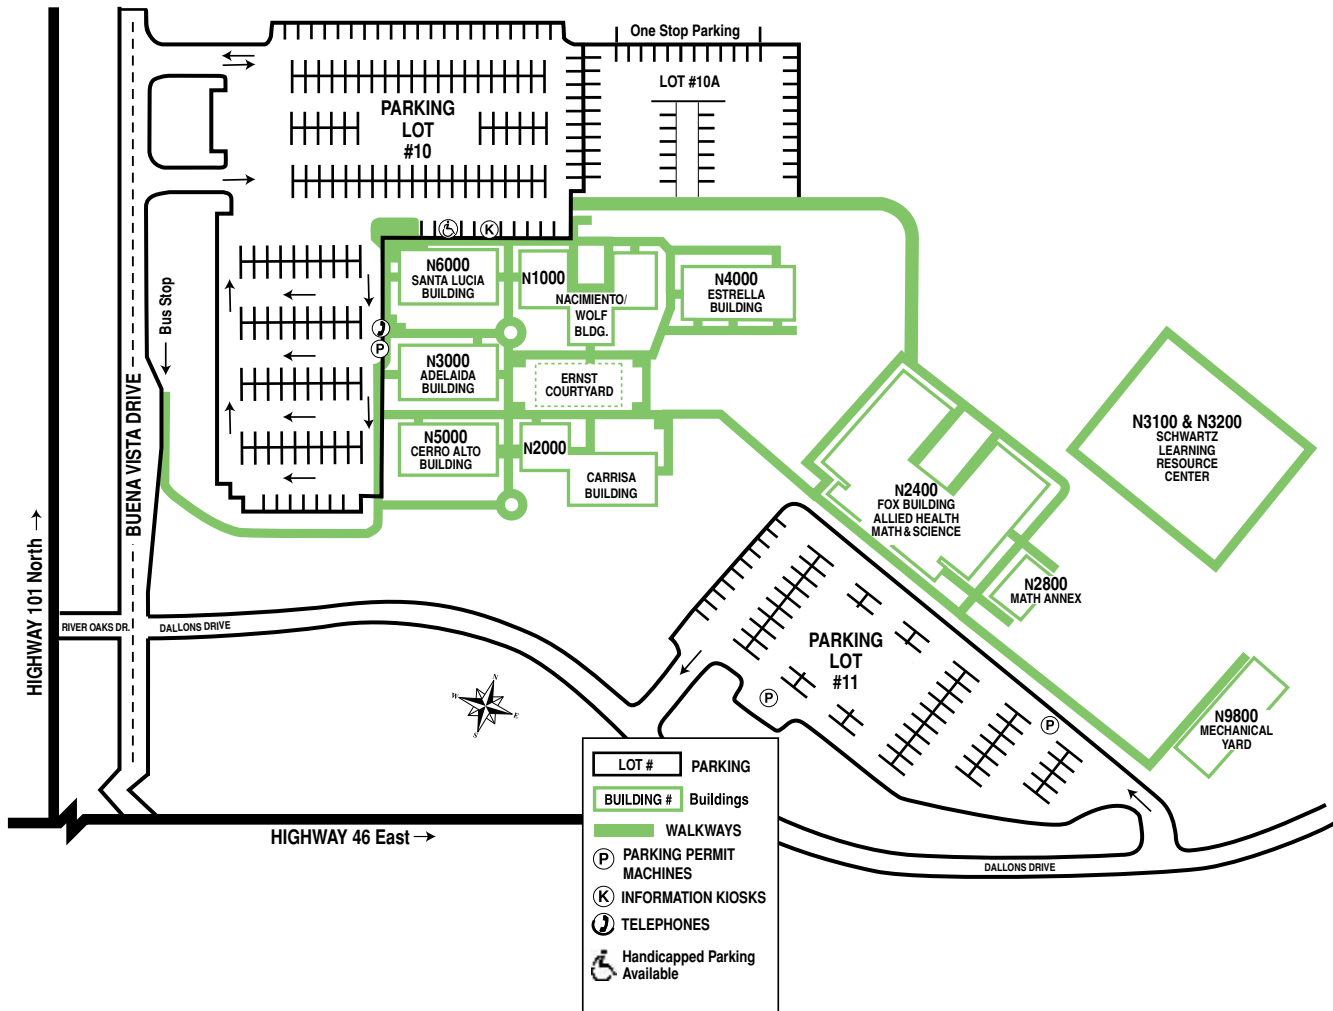 One Stop Parking
LOT #10A
PARKING
LOT
#10
K
N6000
SANTA LUCIA
BUILDING
N1000
NACIMIENTO/
WOLF
BLDG.
N4000
ESTRELLA
BUILDING
Bus Stop
P
N3000
ADELAIDA
BUILDING
ERNST
COURTYARD
N5000
CERRO ALTO
BUILDING
N2000
CARRISA
BUILDING
BUENA VISTA DRIVE
HIGHWAY 101 North
N3100 & N3200
SCHWARTZ
LEARNING
RESOURCE
CENTER
N2400
FOX BUILDING
ALLIED HEALTH
MATH & SCIENCE
N2800
MATH ANNEX
RIVER OAKS DR.
DALLONS DRIVE
PARKING
LOT
#11
P
P
N9800
MECHANICAL
YARD
N
W
E
S
LOT #
PARKING
BUILDING #
Buildings
WALKWAYS
P
PARKING PERMIT
MACHINES
K
INFORMATION KIOSKS
TELEPHONES
Handicapped Parking
Available
HIGHWAY 46 East
DALLONS DRIVE